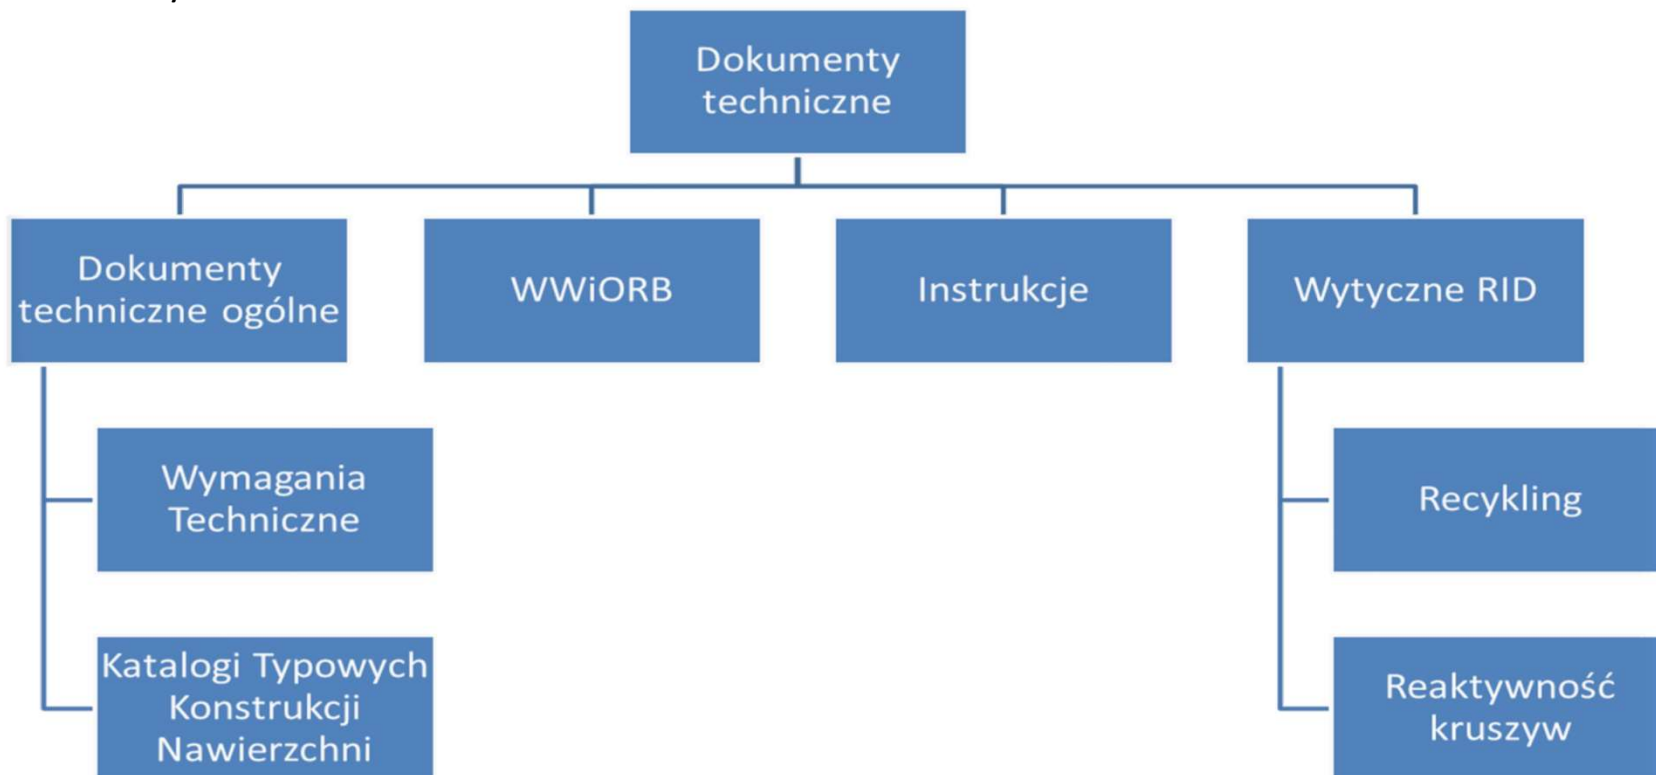 Dokumenty
techniczne
Dokumenty
techniczne ogólne
WWiORB
Instrukcje
Wytyczne RID
Wymagania
Techniczne
Recykling
Katalogi Typowych
Konstrukcji
Nawierzchni
Reaktywność
kruszyw